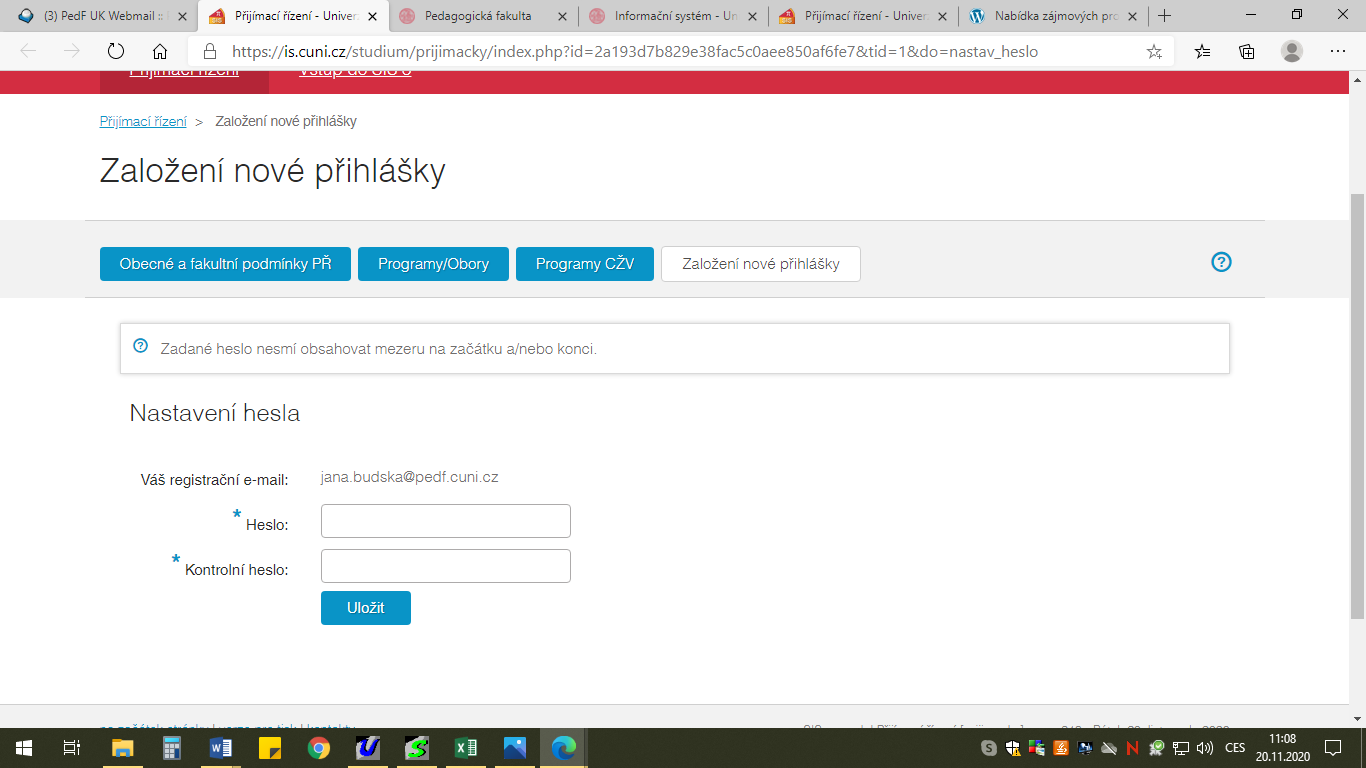 (3) PedF UK Webmail ::
Přijímací řízení - Univer
Pedagogická fakulta
Informační systém - Un
Přijímací řízení - Univer
Nabídka zájmových pro
https://is.cuni.cz/studium/prijimacky/index.php?id=2a193d7b829e38fac5c0aee850af6fe7&tid=1&do=nastav_heslo
Přijímací řízení
Vstup do SIS
Přijímací řízení > Založení nové přihlášky
Založení nové přihlášky
Obecné a fakultní podmínky PŘ
Programy/Obory
Programy CŽV
Založení nové přihlášky
Zadané heslo nesmí obsahovat mezeru na začátku a/nebo konci.
Nastavení hesla
Váš registrační e-mail: jana.budska@pedf.cuni.cz
* Heslo:
* Kontrolní heslo:
Uložit
CES
11:08
20.11.2020